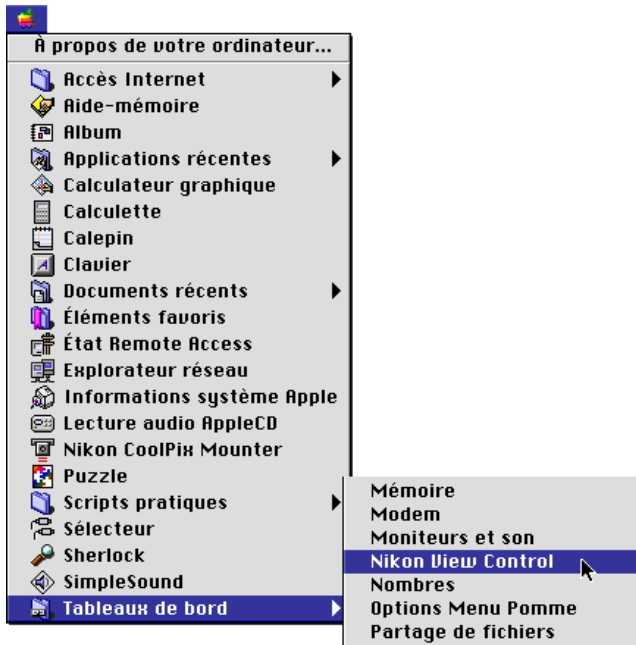 À propos de votre ordinateur...
Accès Internet
Aide-mémoire
Album
Applications récentes
Calculateur graphique
Calculette
Calepin
Clavier
Documents récents
Éléments favoris
État Remote Access
Explorateur réseau
Informations système Apple
Lecture audio AppleCD
Nikon CoolPix Mounter
Puzzle
Scripts pratiques
Sélecteur
Sherlock
SimpleSound
Tableaux de bord
Mémoire
Modem
Moniteurs et son
Nikon View Control
Nombres
Options Menu Pomme
Partage de fichiers